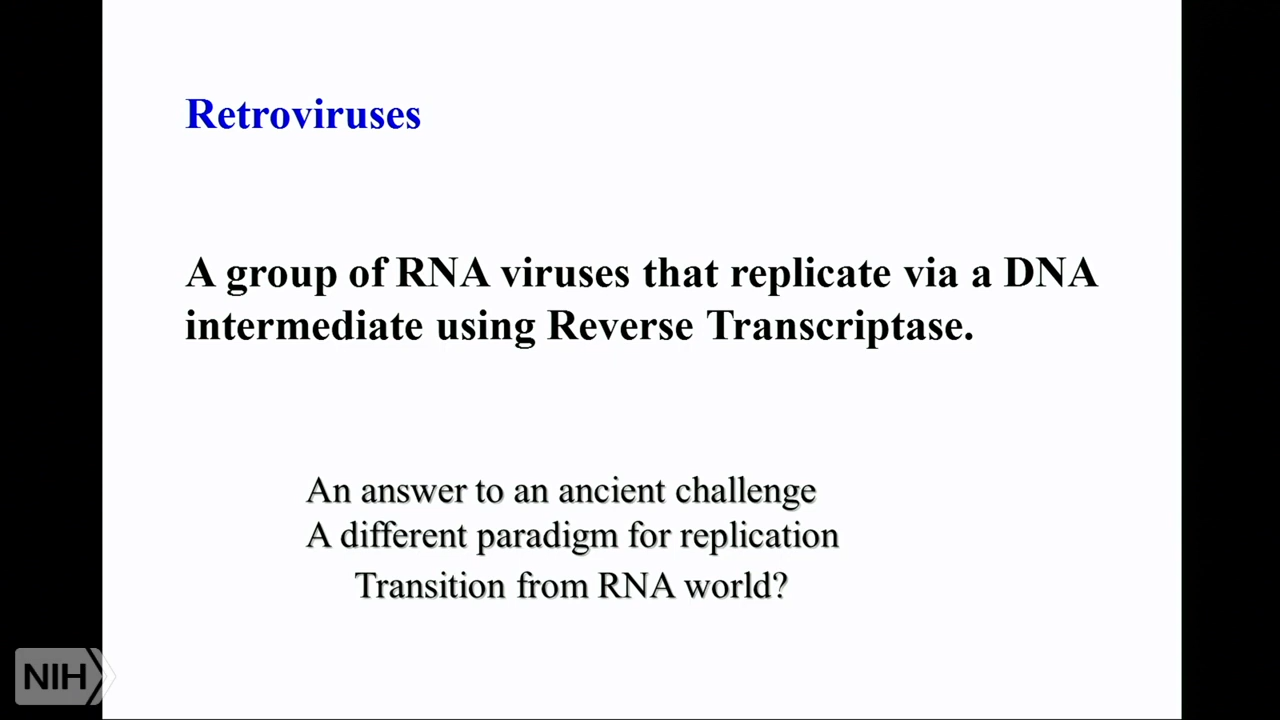 Retroviruses
A group of RNA viruses that replicate via a DNA
intermediate using Reverse Transcriptase.
An answer to an ancient challenge
A different paradigm for replication
Transition from RNA world?
NIH